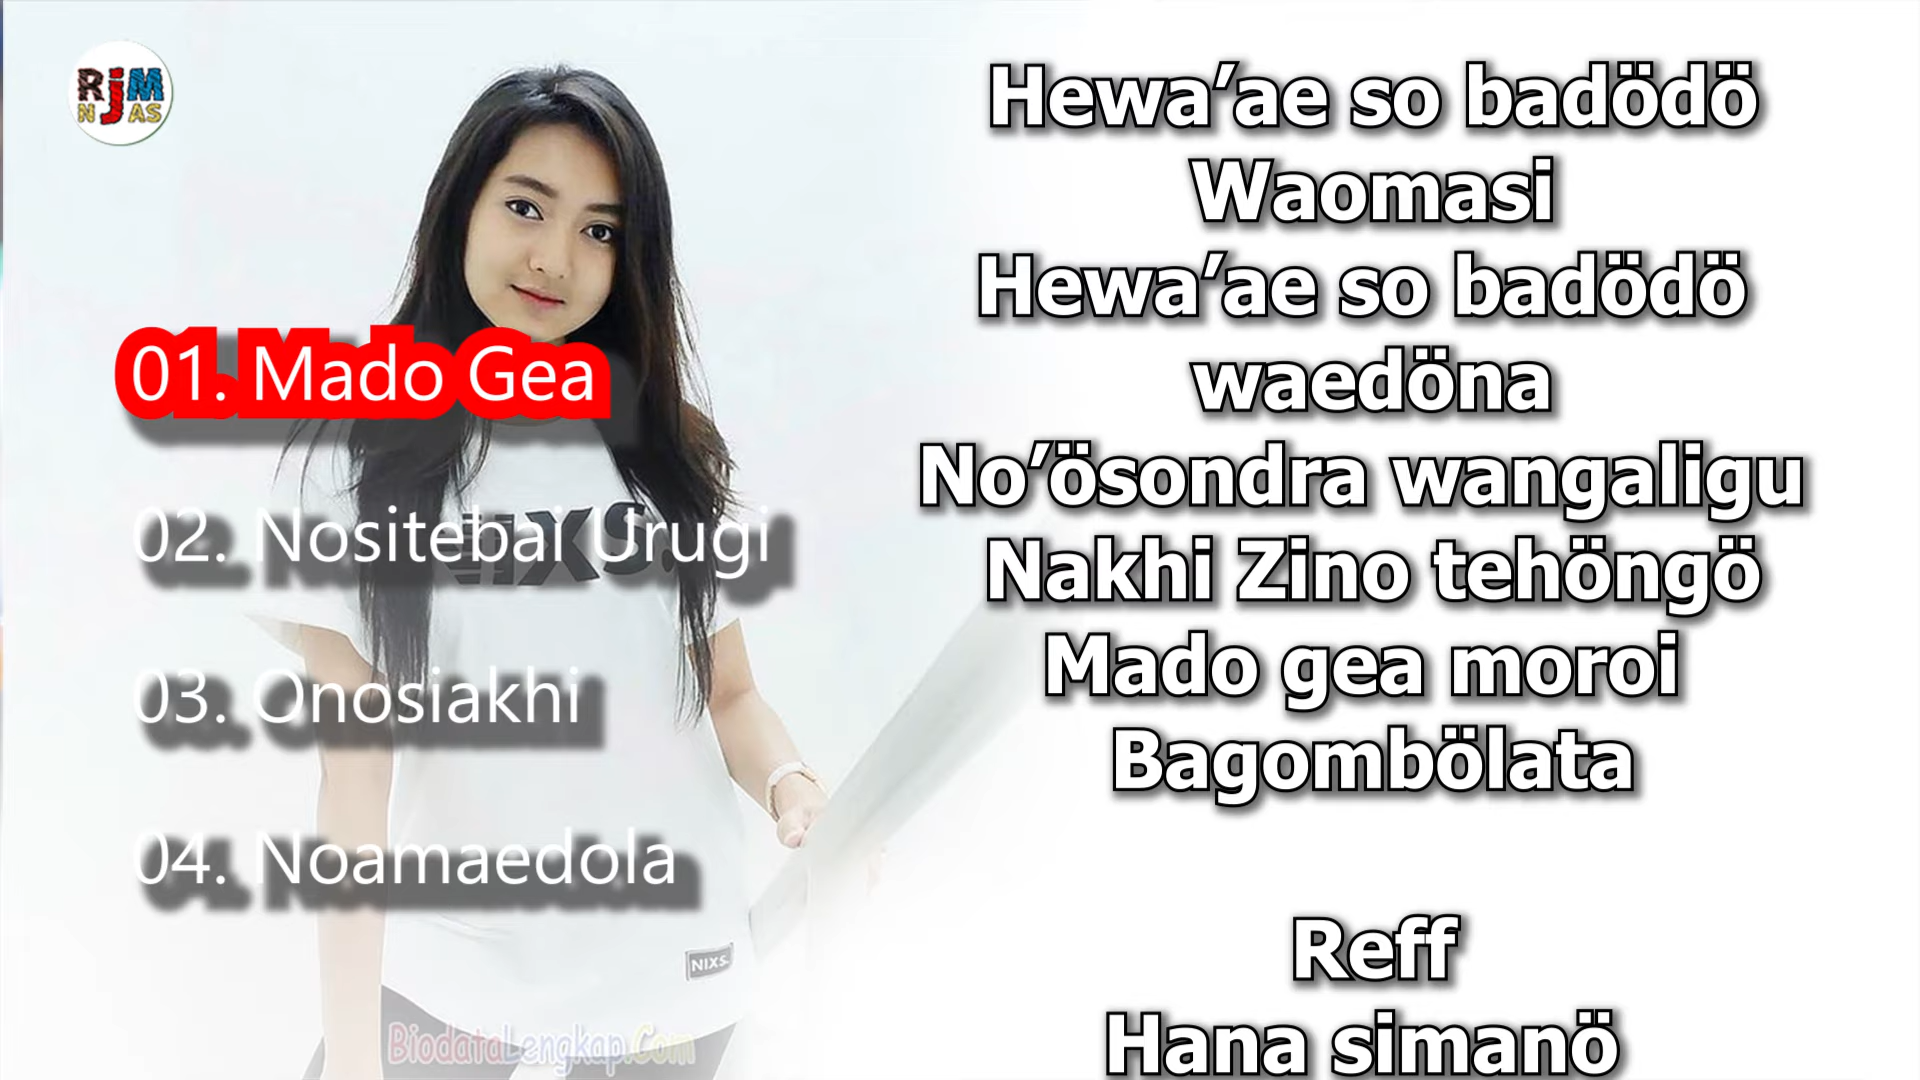 RJM
NIAS
01. Mado Gea
02. Nositebai Urugi
03. Onosiakhi
04. Noamaedola
NIXS.
BiodataLengkap.Com
Hewa’ae so badödö
Waomasi
Hewa’ae so badödö
waedöna
No’ösondra wangaligu
Nakhi Zino tehöngö
Mado gea moroi
Bagombölata
Reff
Hana simanö